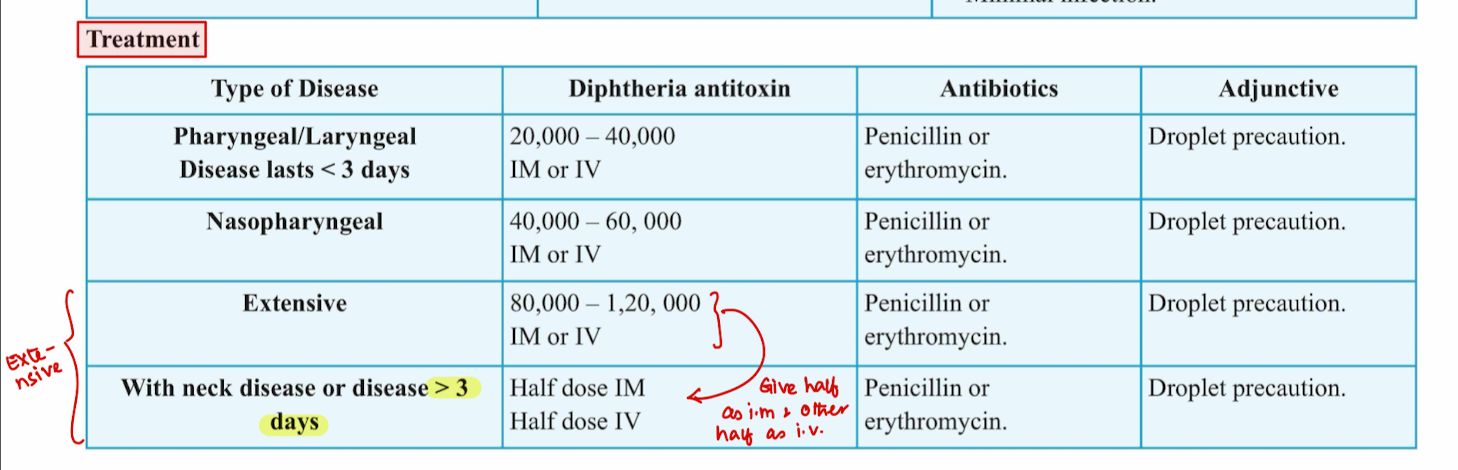 Treatment
Type of Disease Diphtheria antitoxin Antibiotics Adjunctive
Pharyngeal/Laryngeal 20,000 – 40,000 Penicillin or Droplet precaution.
Disease lasts < 3 days IM or IV erythromycin.
Nasopharyngeal 40,000 – 60, 000 Penicillin or Droplet precaution.
IM or IV erythromycin.
Extensive 80,000 – 1,20, 000 Penicillin or Droplet precaution.
IM or IV erythromycin.
Exte-
nsive
With neck disease or disease > 3 Half dose IM Penicillin or Droplet precaution.
days Half dose IV erythromycin.
Give half
as i.m & other
half as i.v.